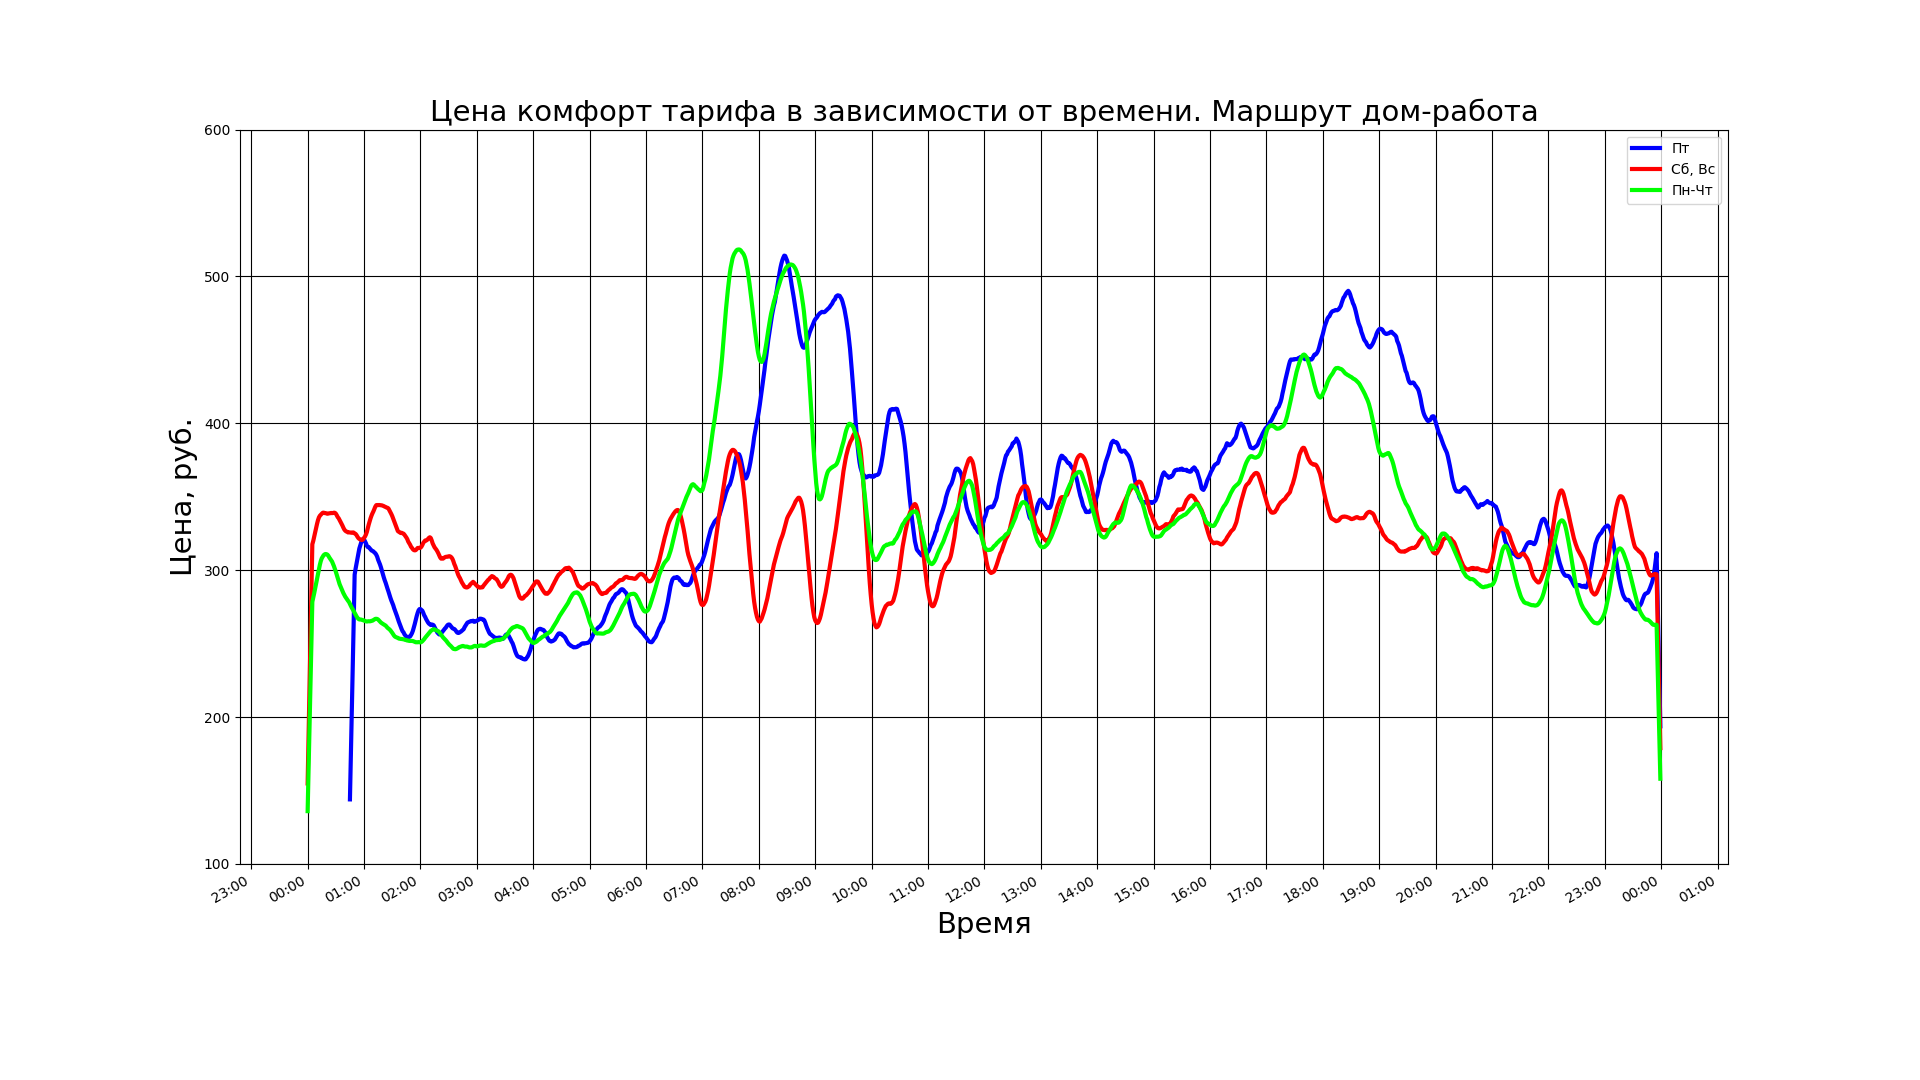 Цена комфорт тарифа в зависимости от времени. Маршрут дом-работа
Пт
Сб, Вс
Пн-Чт
Цена, руб.
600
500
400
300
200
100
23:00 00:00 01:00 02:00 03:00 04:00 05:00 06:00 07:00 08:00 09:00 10:00 11:00 12:00 13:00 14:00 15:00 16:00 17:00 18:00 19:00 20:00 21:00 22:00 23:00 00:00 01:00
Время